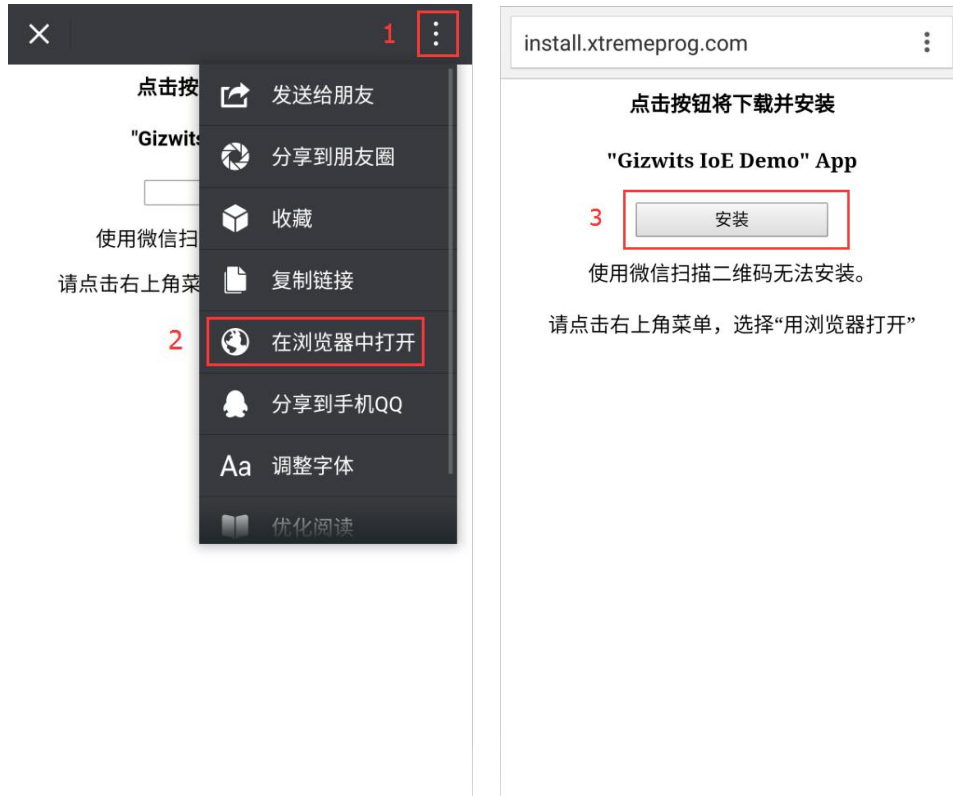 1
点击按
"Gizwits
使用微信扫
请点击右上角菜
发送给朋友
分享到朋友圈
收藏
复制链接
2
在浏览器中打开
分享到手机QQ
Aa 调整字体
优化阅读
install.xtremeprog.com
点击按钮将下载并安装
"Gizwits IoE Demo" App
3
安装
使用微信扫描二维码无法安装。
请点击右上角菜单，选择“用浏览器打开”